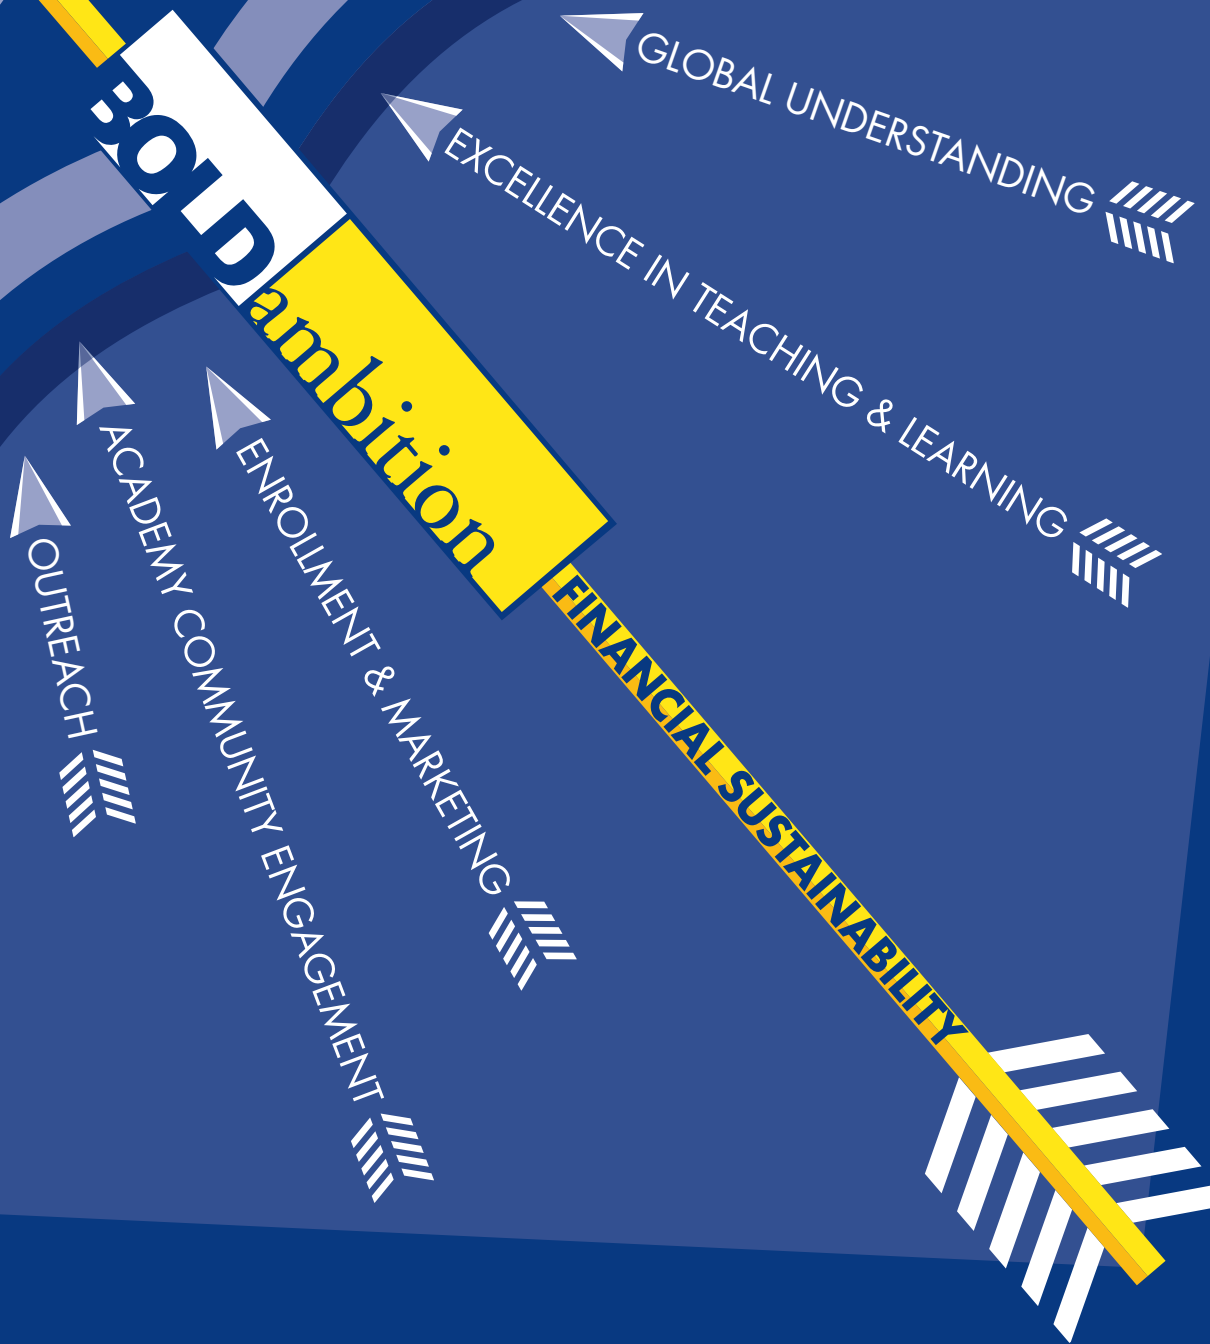 BOLD
ambition
FINANCIAL SUSTAINABILITY
GLOBAL UNDERSTANDING
EXCELLENCE IN TEACHING & LEARNING
ENROLLMENT & MARKETING
ACADEMY COMMUNITY ENGAGEMENT
OUTREACH